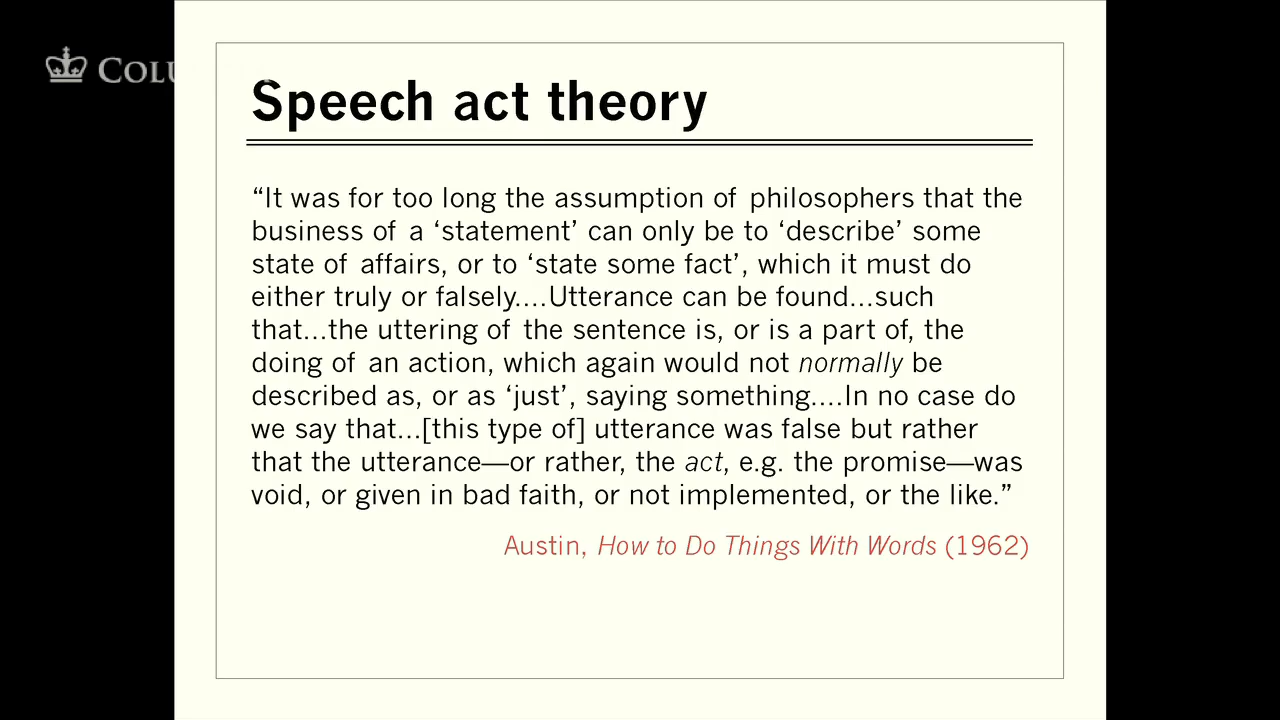 COLU
Speech act theory
“It was for too long the assumption of philosophers that the
business of a ‘statement’ can only be to ‘describe’ some
state of affairs, or to ‘state some fact’, which it must do
either truly or falsely....Utterance can be found...such
that...the uttering of the sentence is, or is a part of, the
doing of an action, which again would not normally be
described as, or as ‘just’, saying something....In no case do
we say that...[this type of] utterance was false but rather
that the utterance—or rather, the act, e.g. the promise—was
void, or given in bad faith, or not implemented, or the like.”
Austin, How to Do Things With Words (1962)